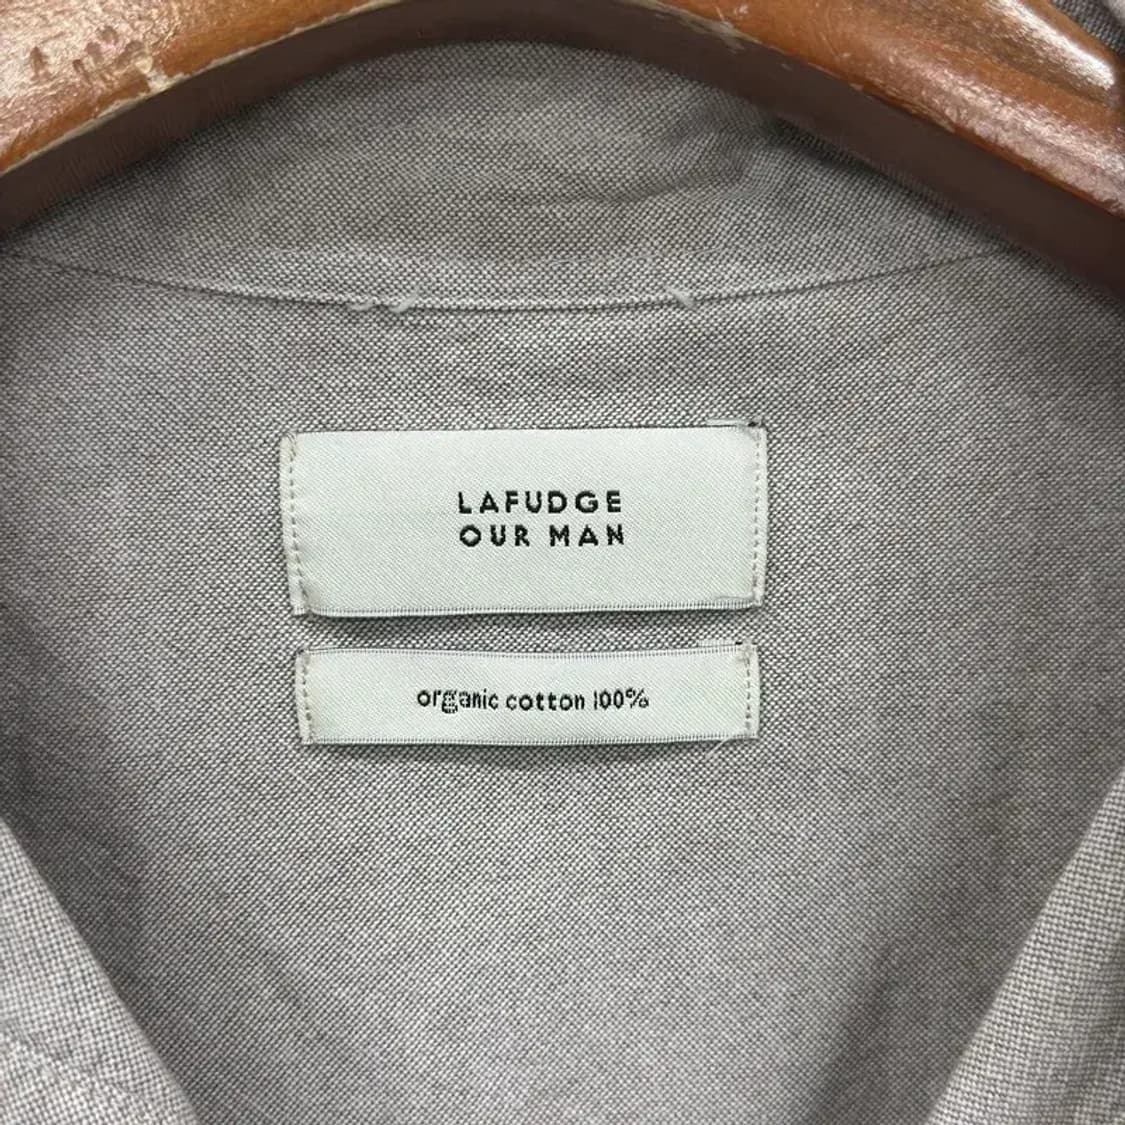 LAFUDGE
OUR MAN
organic cotton 100%